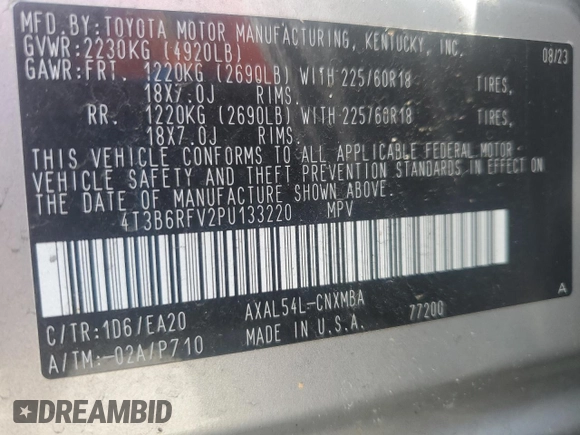 MFD.BY:TOYOTA MOTOR MANUFACTURING, KENTUCKY, INC.
GVWR:2230KG (4920LB) 08/23
GAWR:FRT. 1220KG (2690LB) WITH 225/60R18 TIRES,
18X7.0J RIMS.
RR. 1220KG (2690LB) WITH 225/60R18 TIRES,
18X7.0J RIMS.
THIS VEHICLE CONFORMS TO ALL APPLICABLE FEDERAL MOTOR
VEHICLE SAFETY AND THEFT PREVENTION STANDARDS IN EFFECT ON
THE DATE OF MANUFACTURE SHOWN ABOVE.
4T3B6RFV2PU133220 MPV
C/TR:1D6/EA20 AXAL54L-CNXMBA 77200 A
A/TM:-02A/P710 MADE IN U.S.A.
DREAMBID